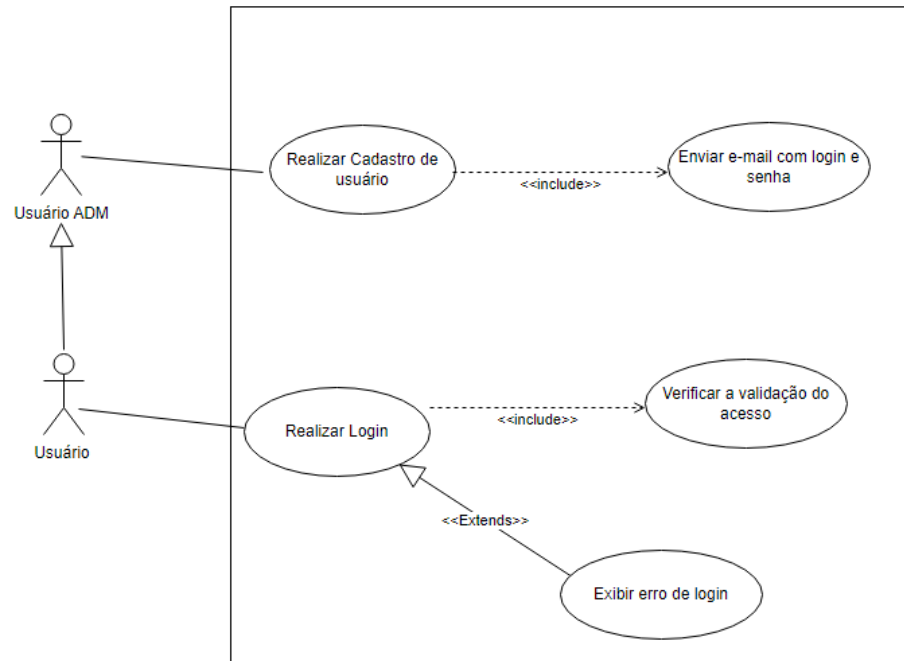 Realizar Cadastro de
usuário
Enviar e-mail com login e
senha
<<include>>
Usuário ADM
Verificar a validação do
acesso
<<include>>
Realizar Login
Usuário
<<Extends>>
Exibir erro de login